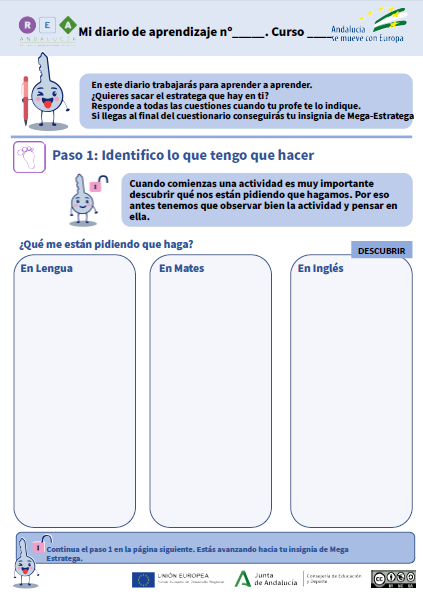 R E A
ANDALUCÍA
Mi diario de aprendizaje nº_____. Curso ____
Andalucía
se mueve con Europa
En este diario trabajarás para aprender a aprender.
¿Quieres sacar el estratega que hay en ti?
Responde a todas las cuestiones cuando tu profe te lo indique.
Si llegas al final del cuestionario conseguirás tu insignia de Mega-Estratega
Paso 1: Identifico lo que tengo que hacer
Cuando comienzas una actividad es muy importante
descubrir qué nos están pidiendo que hagamos. Por eso
antes tenemos que observar bien la actividad y pensar en
ella.
¿Qué me están pidiendo que haga?
DESCUBRIR
En Lengua
En Mates
En Inglés
1
Continua el paso 1 en la página siguiente. Estás avanzando hacia tu insignia de Mega
Estratega.
UNIÓN EUROPEA
Fondo Europeo de Desarrollo Regional
Junta
de Andalucía
Consejería de Educación
y Deporte
CC
BY NC SA